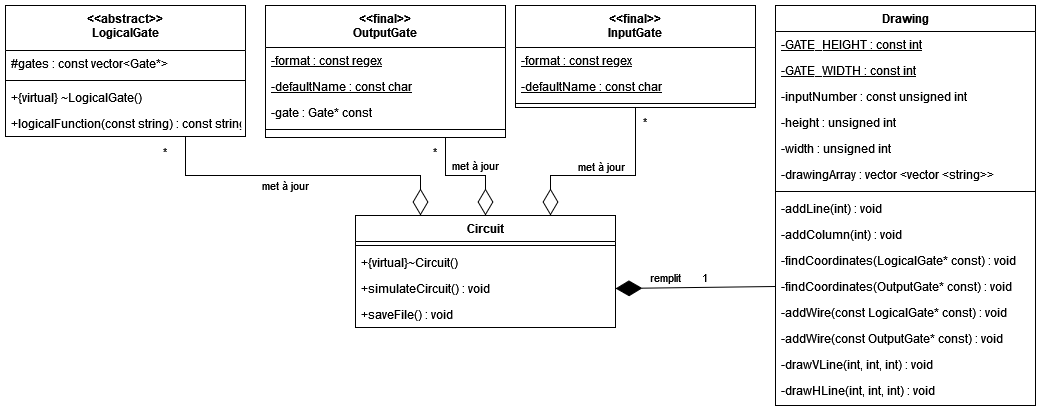 <<abstract>>
LogicalGate
#gates : const vector<Gate*>
+{virtual} ~LogicalGate()
+logicalFunction(const string) : const string
<<final>>
OutputGate
-format : const regex
-defaultName : const char
-gate : Gate* const
<<final>>
InputGate
-format : const regex
-defaultName : const char
Drawing
-GATE_HEIGHT : const int
-GATE_WIDTH : const int
-inputNumber : const unsigned int
-height : unsigned int
-width : unsigned int
-drawingArray : vector <vector <string>>
-addLine(int) : void
-addColumn(int) : void
-findCoordinates(LogicalGate* const) : void
-findCoordinates(OutputGate* const) : void
-addWire(const LogicalGate* const) : void
-addWire(const OutputGate* const) : void
-drawVLine(int, int, int) : void
-drawHLine(int, int, int) : void
*
met à jour
*
met à jour
*
met à jour
Circuit
+{virtual}~Circuit()
+simulateCircuit() : void
+saveFile() : void
remplit 1